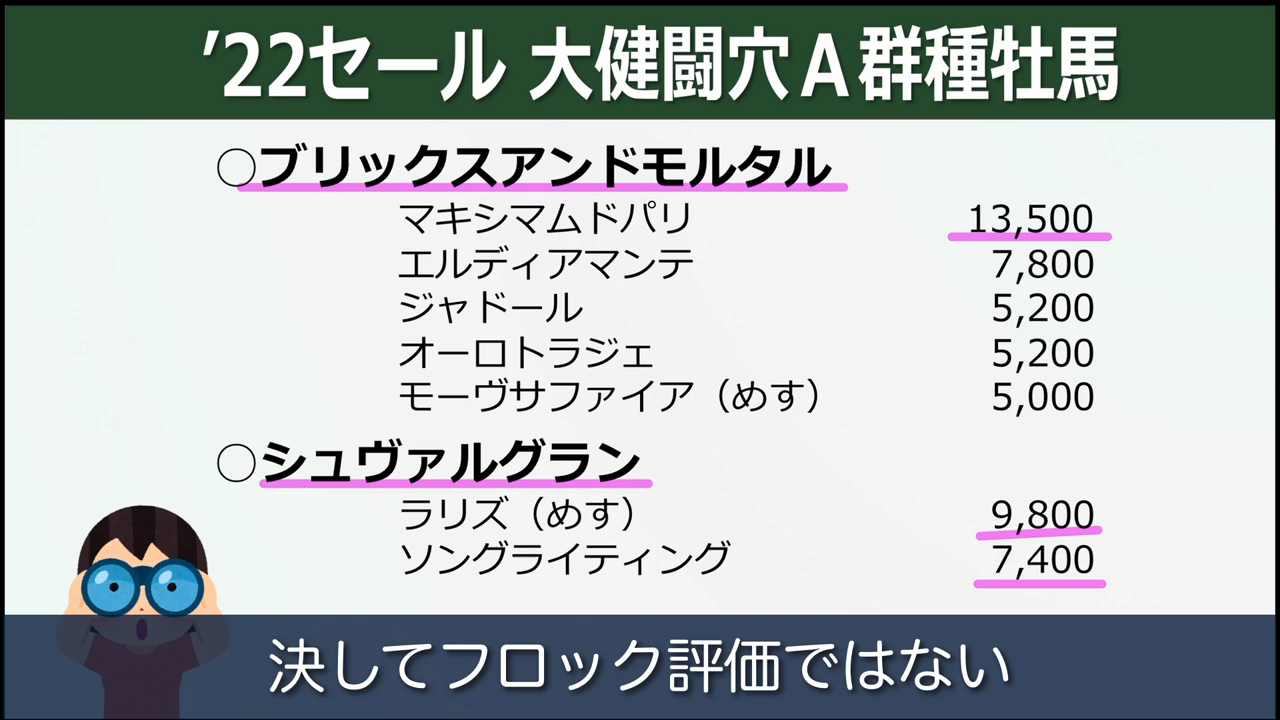 ’22セール 大健闘穴A群種牡馬
○ブリックスアンドモルタル
マキシマムドパリ 13,500
エルディアマンテ 7,800
ジャドール 5,200
オーロトラジェ 5,200
モーヴサファイア（めす） 5,000
○シュヴァルグラン
ラリズ（めす） 9,800
ソングライティング 7,400
決してフロック評価ではない